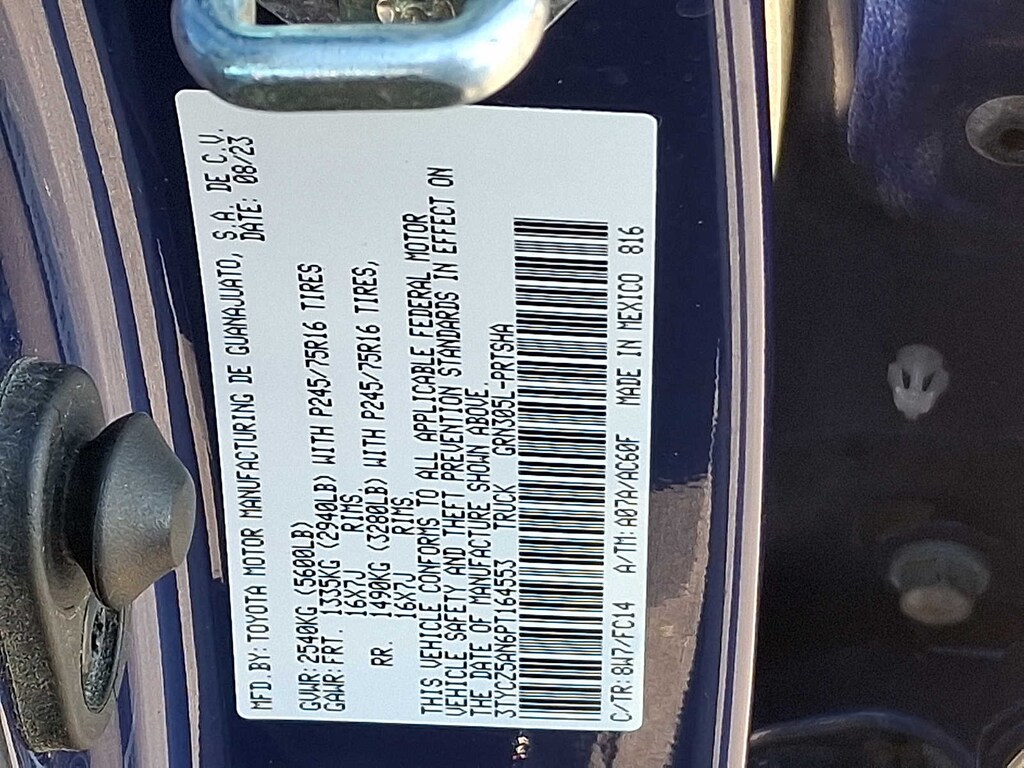 MFD.BY:TOYOTA MOTOR MANUFACTURING DE GUANAJUATO, S.A. DE C.V.
DATE: 08/23
GVWR:2540KG (5600LB)
GAWR:FRT. 1335KG (2940LB) WITH P245/75R16 TIRES
16X7J RIMS,
RR. 1490KG (3280LB) WITH P245/75R16 TIRES,
16X7J RIMS.
THIS VEHICLE CONFORMS TO ALL APPLICABLE FEDERAL MOTOR
VEHICLE SAFETY AND THEFT PREVENTION STANDARDS IN EFFECT ON
THE DATE OF MANUFACTURE SHOWN ABOVE.
3TYCZ5AN6PT164553 TRUCK GRN305L-PRTSHA
C/TR:8W7/FC14 A/TM:A07A/AC60F MADE IN MEXICO 816